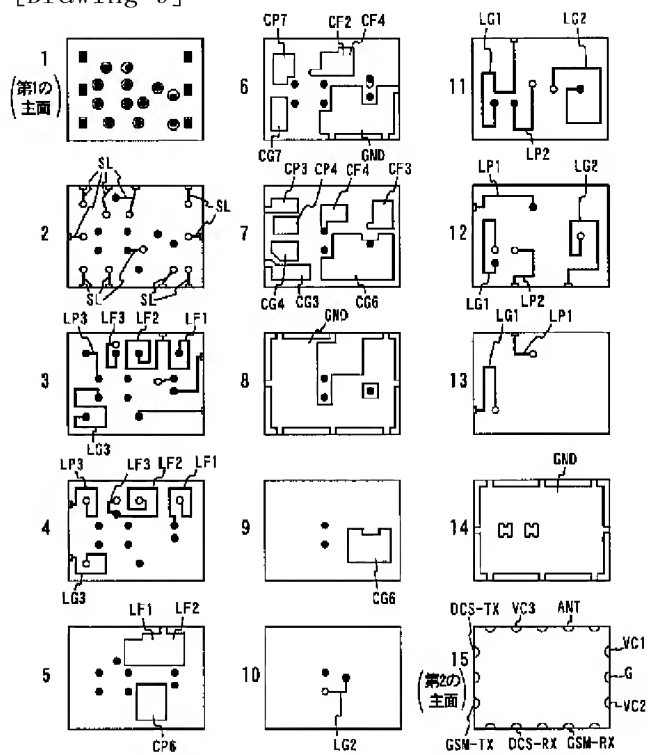 1
(第1の
主面)
2
SL
SL
SL
SL
SL
3
LP3 LF3 LF2 LF1
LG3
4
LP3 LF3 LF2 LF1
LG3
5
LF1 LF2
CP6
6
CP7 CF2 CF4
CG7 GND
7
CP3 CP4 CF4 CF3
CG4 CG3 CG6
8
GND
9
CG6
10
LG2
11
LG1 LG2
LP2
12
LP1 LG2
LG1 LP2
13
LG1 LP1
14
GND
15
(第2の
主面)
DCS-TX VC3 ANT
VC1
G
VC2
GSM-TX DCS-RX GSM-RX